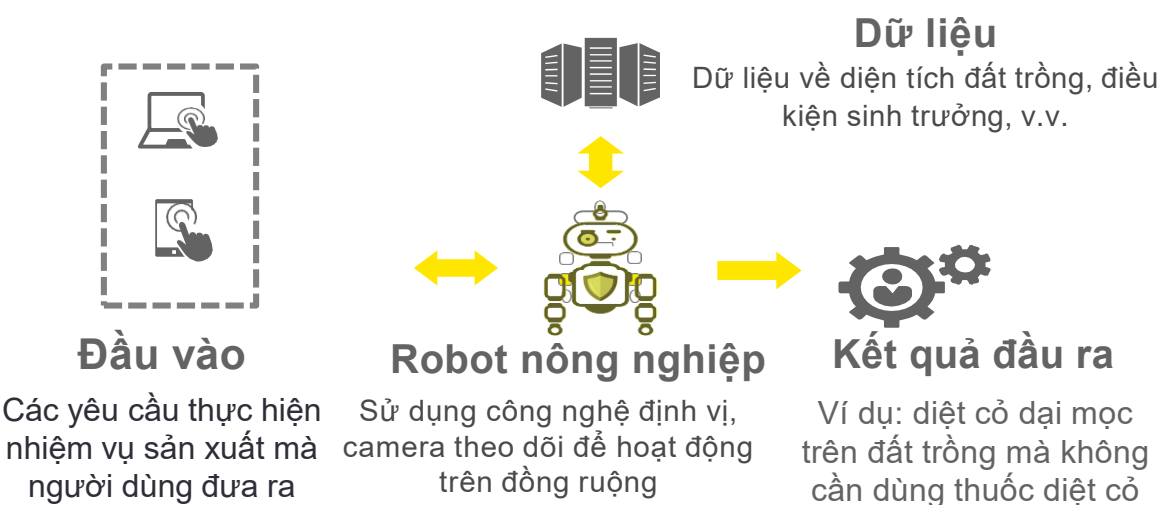 Dữ liệu
Dữ liệu về diện tích đất trồng, điều
kiện sinh trưởng, v.v.
Đầu vào
Các yêu cầu thực hiện
nhiệm vụ sản xuất mà
người dùng đưa ra
Robot nông nghiệp
Sử dụng công nghệ định vị,
camera theo dõi để hoạt động
trên đồng ruộng
Kết quả đầu ra
Ví dụ: diệt cỏ dại mọc
trên đất trồng mà không
cần dùng thuốc diệt cỏ